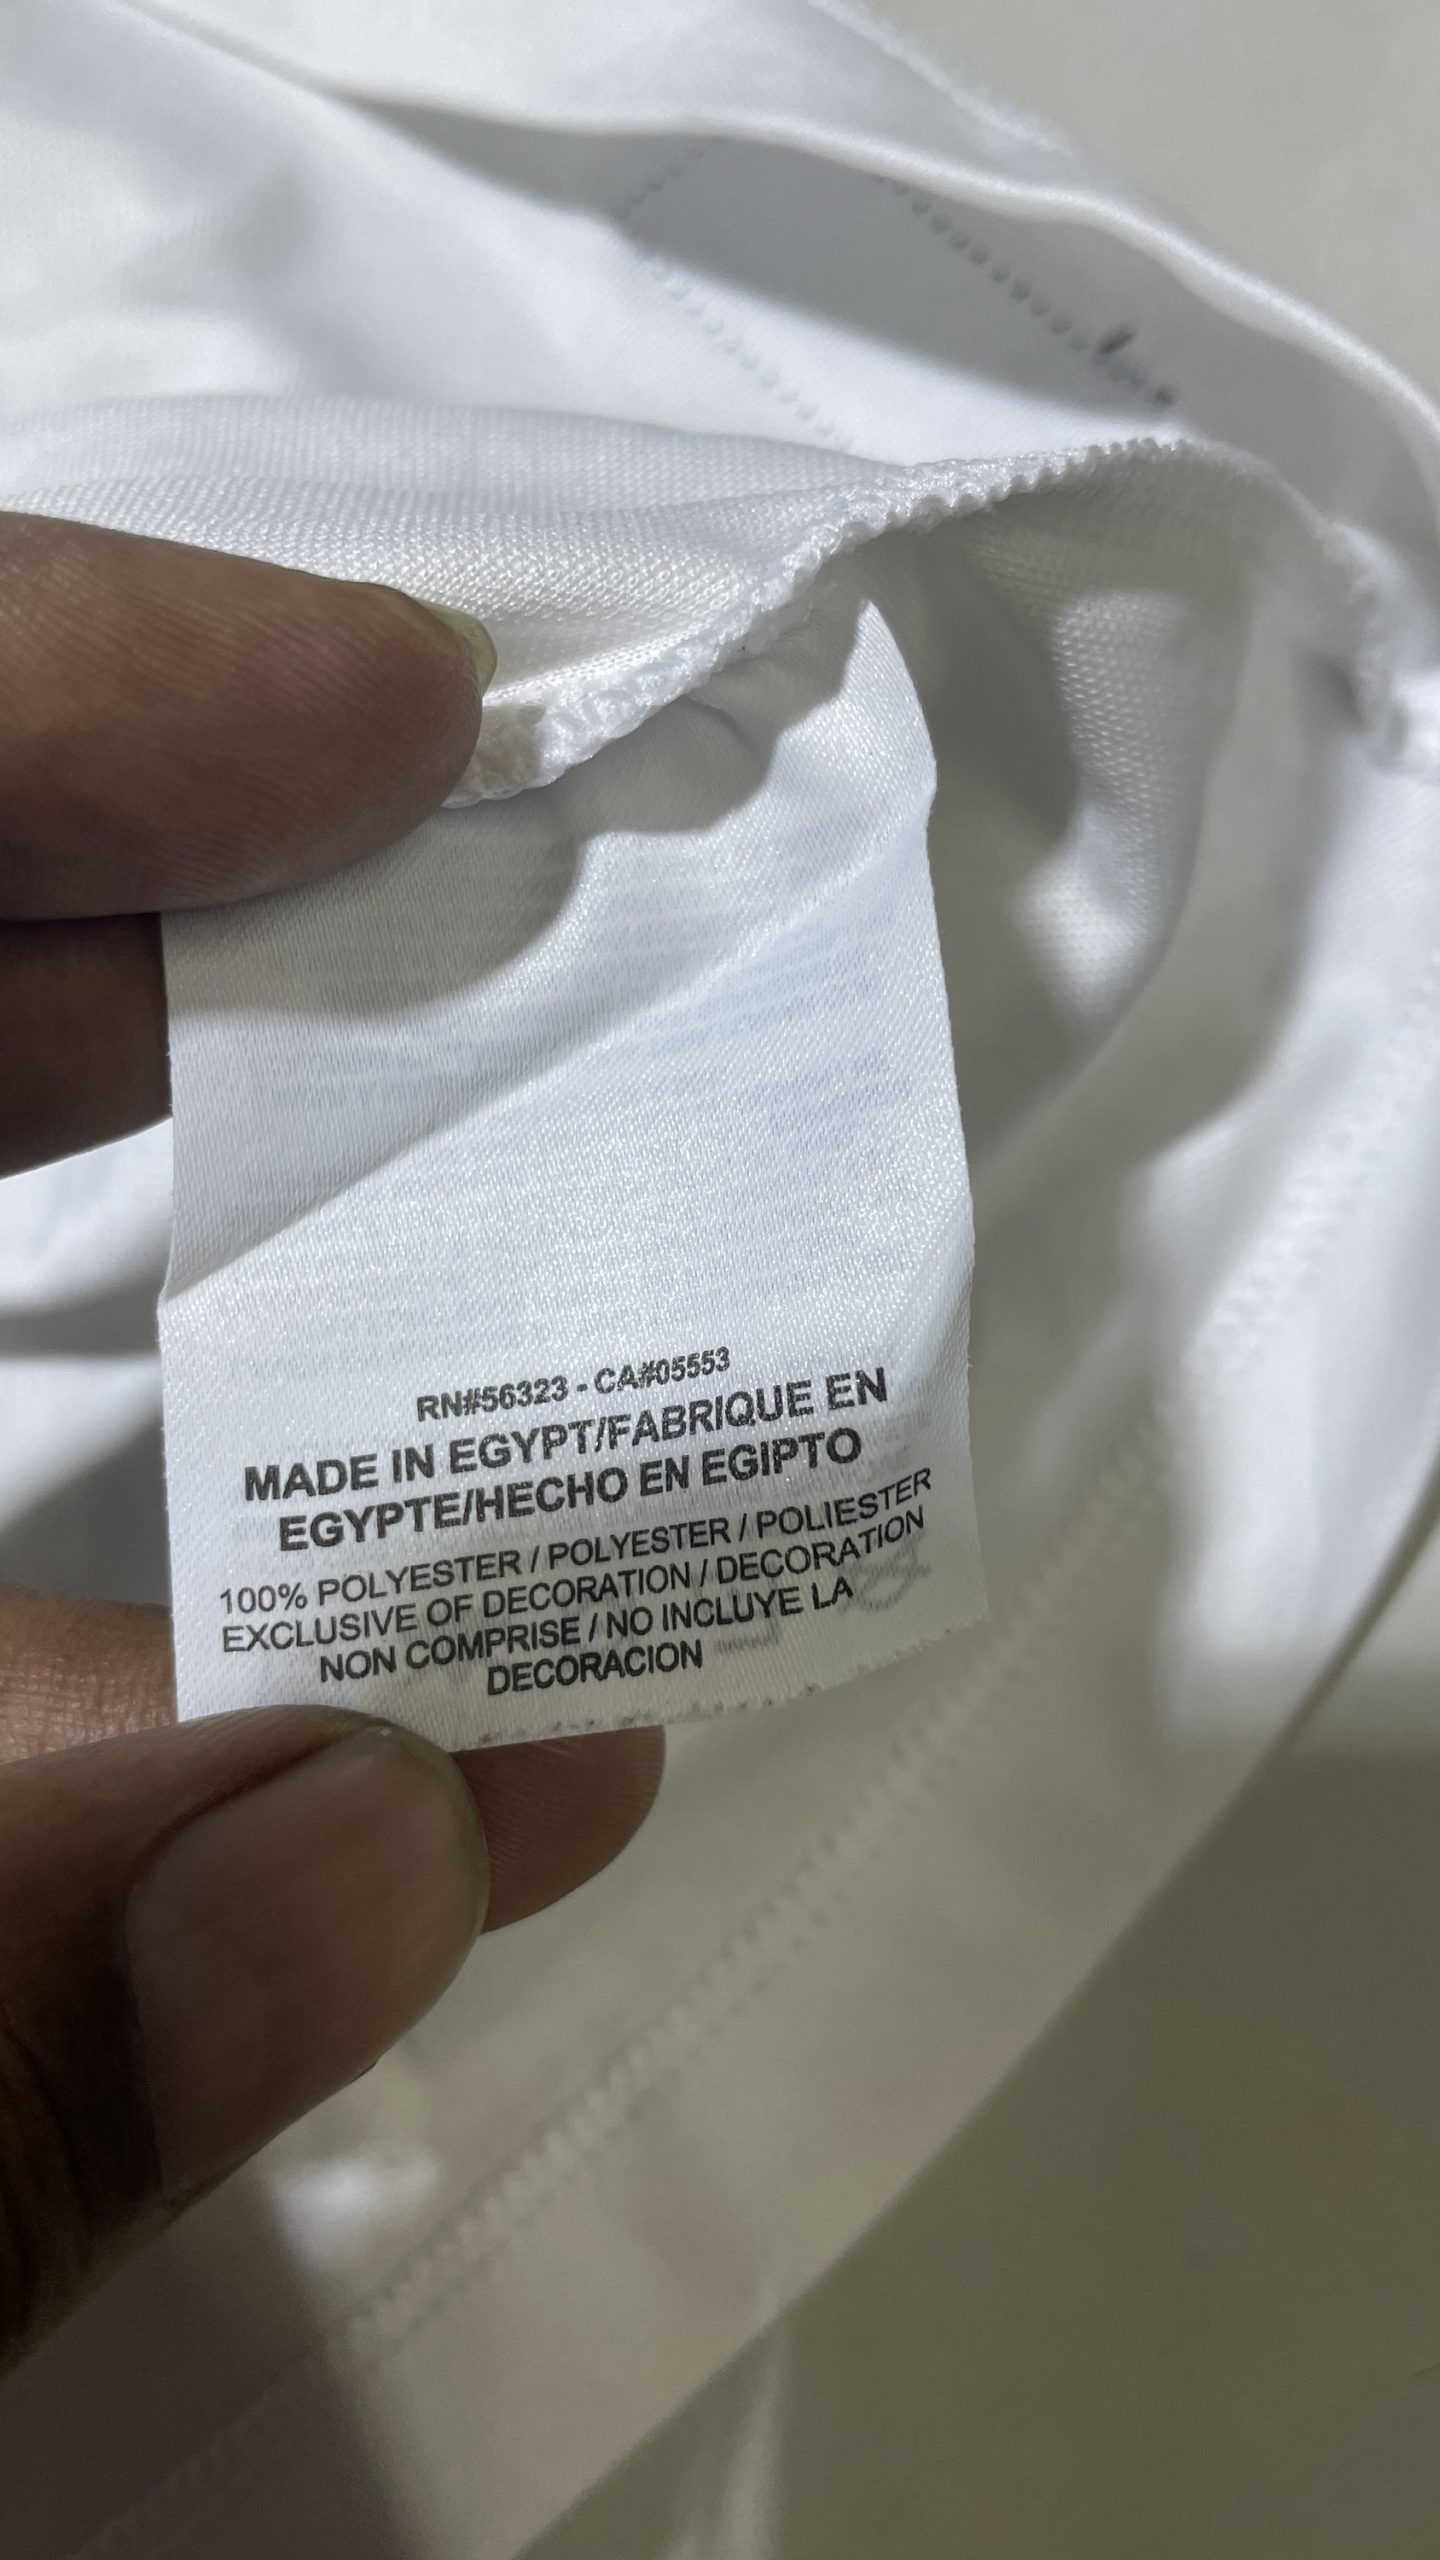 RN#56323 - CA#05553
MADE IN EGYPT/FABRIQUE EN
EGYPTE/HECHO EN EGIPTO
100% POLYESTER / POLYESTER / POLIESTER
EXCLUSIVE OF DECORATION / DECORATION
NON COMPRISE / NO INCLUYE LA
DECORACION